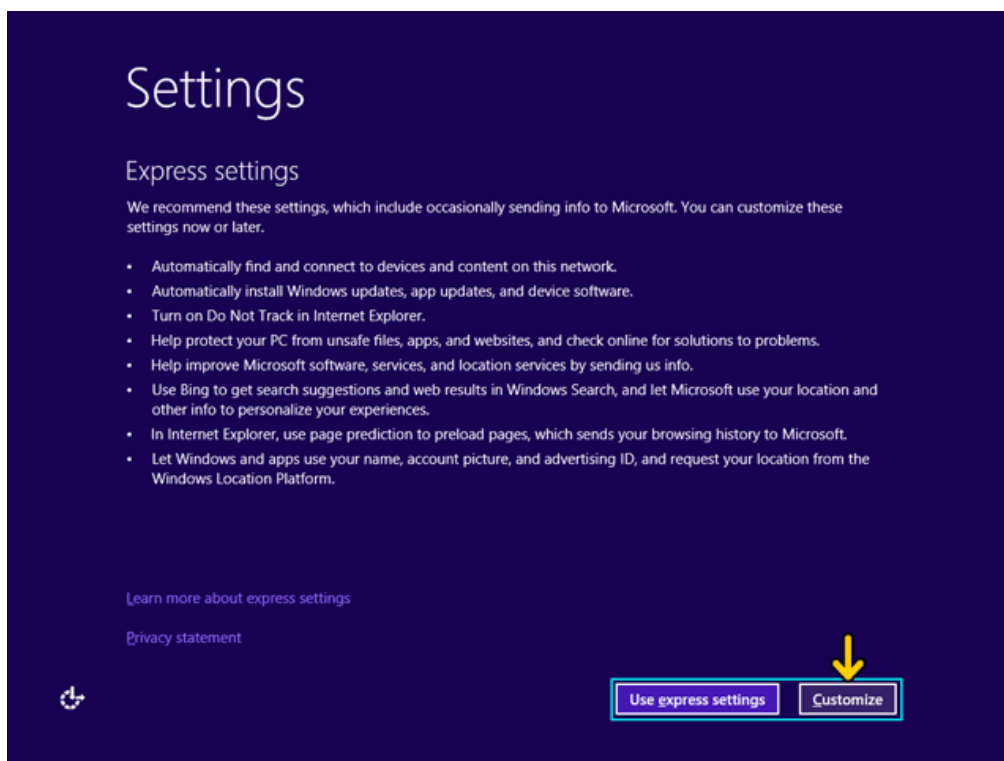 Settings
Express settings
We recommend these settings, which include occasionally sending info to Microsoft. You can customize these
settings now or later.
• Automatically find and connect to devices and content on this network.
• Automatically install Windows updates, app updates, and device software.
• Turn on Do Not Track in Internet Explorer.
• Help protect your PC from unsafe files, apps, and websites, and check online for solutions to problems.
• Help improve Microsoft software, services, and location services by sending us info.
• Use Bing to get search suggestions and web results in Windows Search, and let Microsoft use your location and
other info to personalize your experiences.
• In Internet Explorer, use page prediction to preload pages, which sends your browsing history to Microsoft.
• Let Windows and apps use your name, account picture, and advertising ID, and request your location from the
Windows Location Platform.
Learn more about express settings
Privacy statement
Use express settings Customize